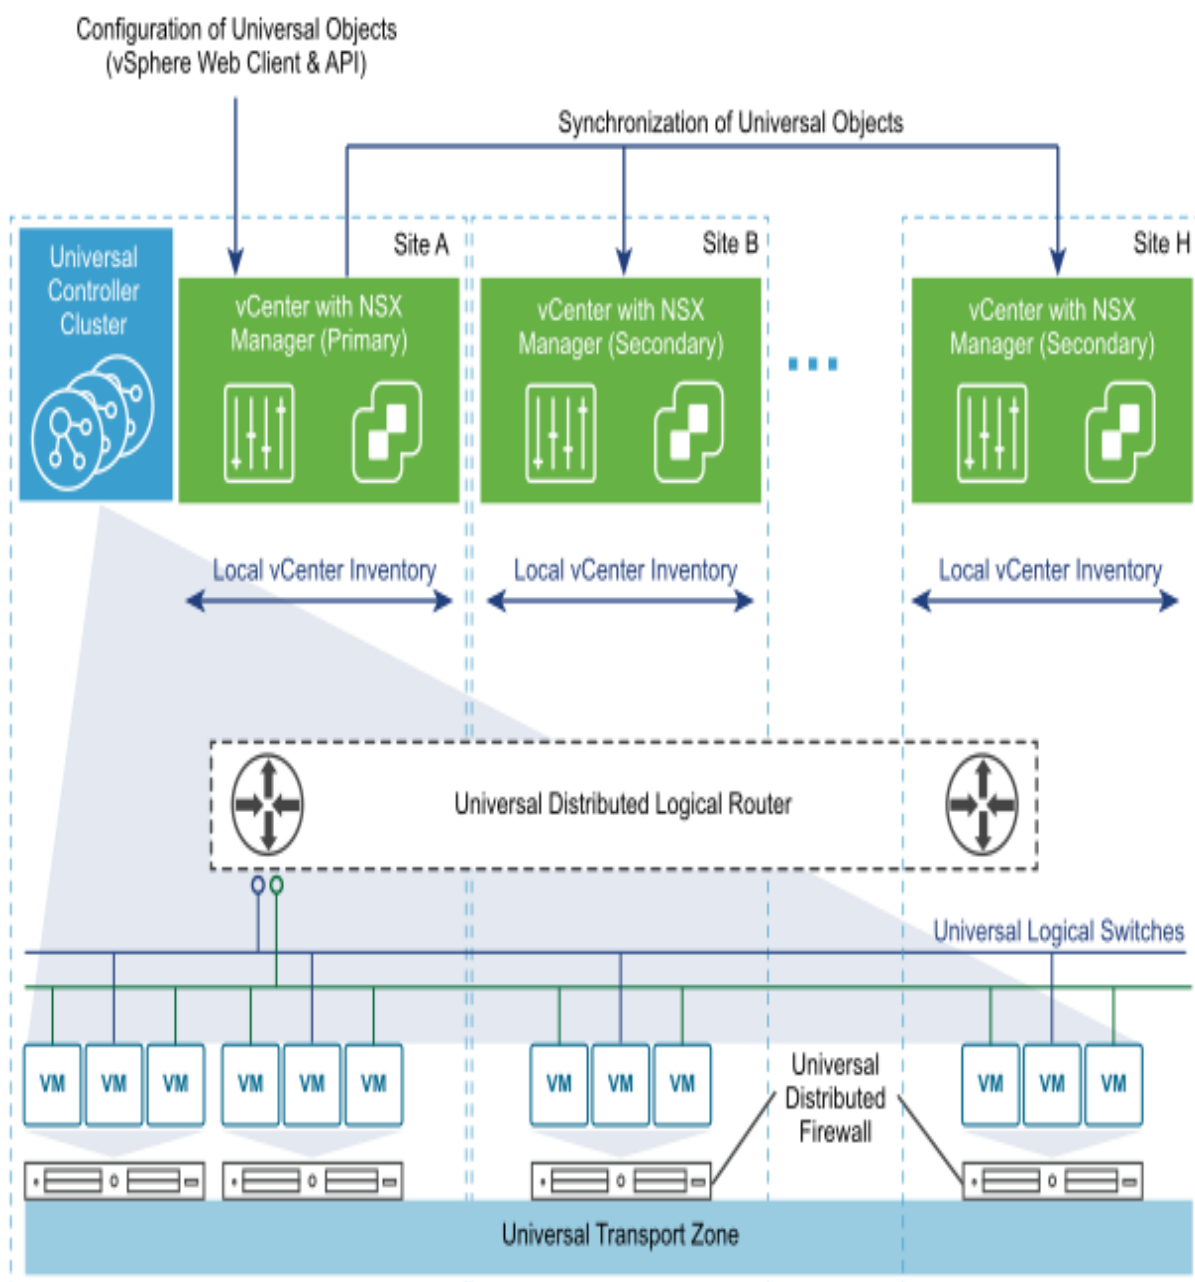 Configuration of Universal Objects
(vSphere Web Client & API)
Synchronization of Universal Objects
Universal
Controller
Cluster
Site A
vCenter with NSX
Manager (Primary)
Site B
vCenter with NSX
Manager (Secondary)
Site H
vCenter with NSX
Manager (Secondary)
Local vCenter Inventory
Local vCenter Inventory
Local vCenter Inventory
Universal Distributed Logical Router
Universal Logical Switches
VM
VM
VM
VM
VM
VM
VM
VM
VM
Universal
Distributed
Firewall
VM
VM
VM
Universal Transport Zone